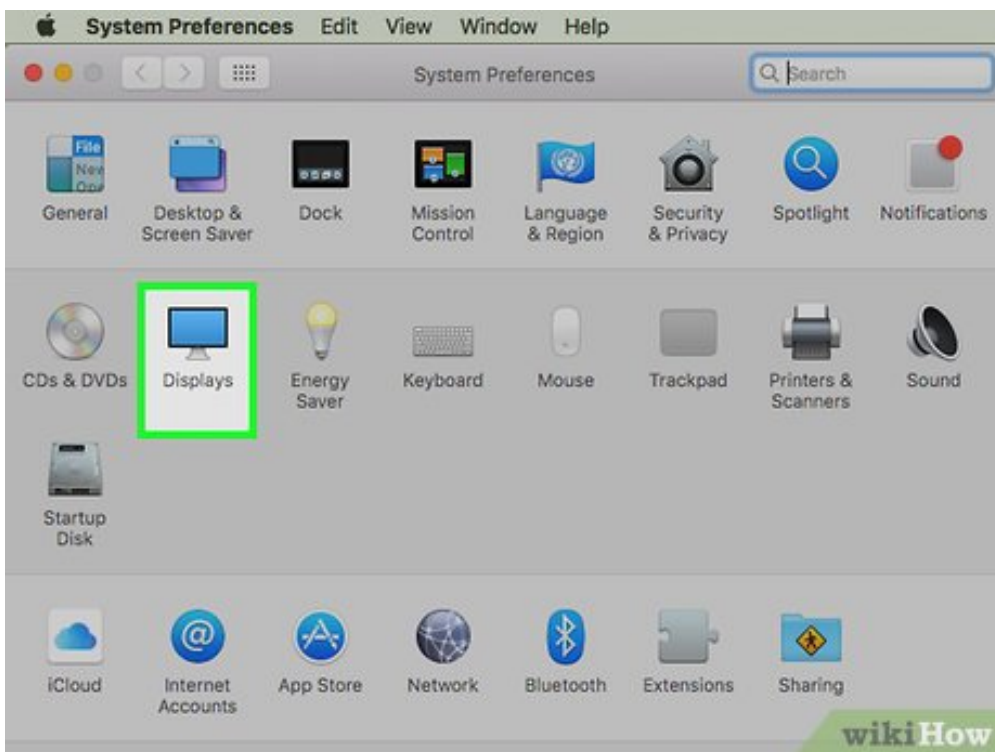 System Preferences Edit View Window Help
System Preferences
Search
File
New
General
Desktop &
Screen Saver
Dock
Mission
Control
Language
& Region
Security
& Privacy
Spotlight
Notifications
CDs & DVDs
Displays
Energy
Saver
Keyboard
Mouse
Trackpad
Printers &
Scanners
Sound
Startup
Disk
iCloud
@
Internet
Accounts
App Store
Network
Bluetooth
Extensions
Sharing
wikiHow